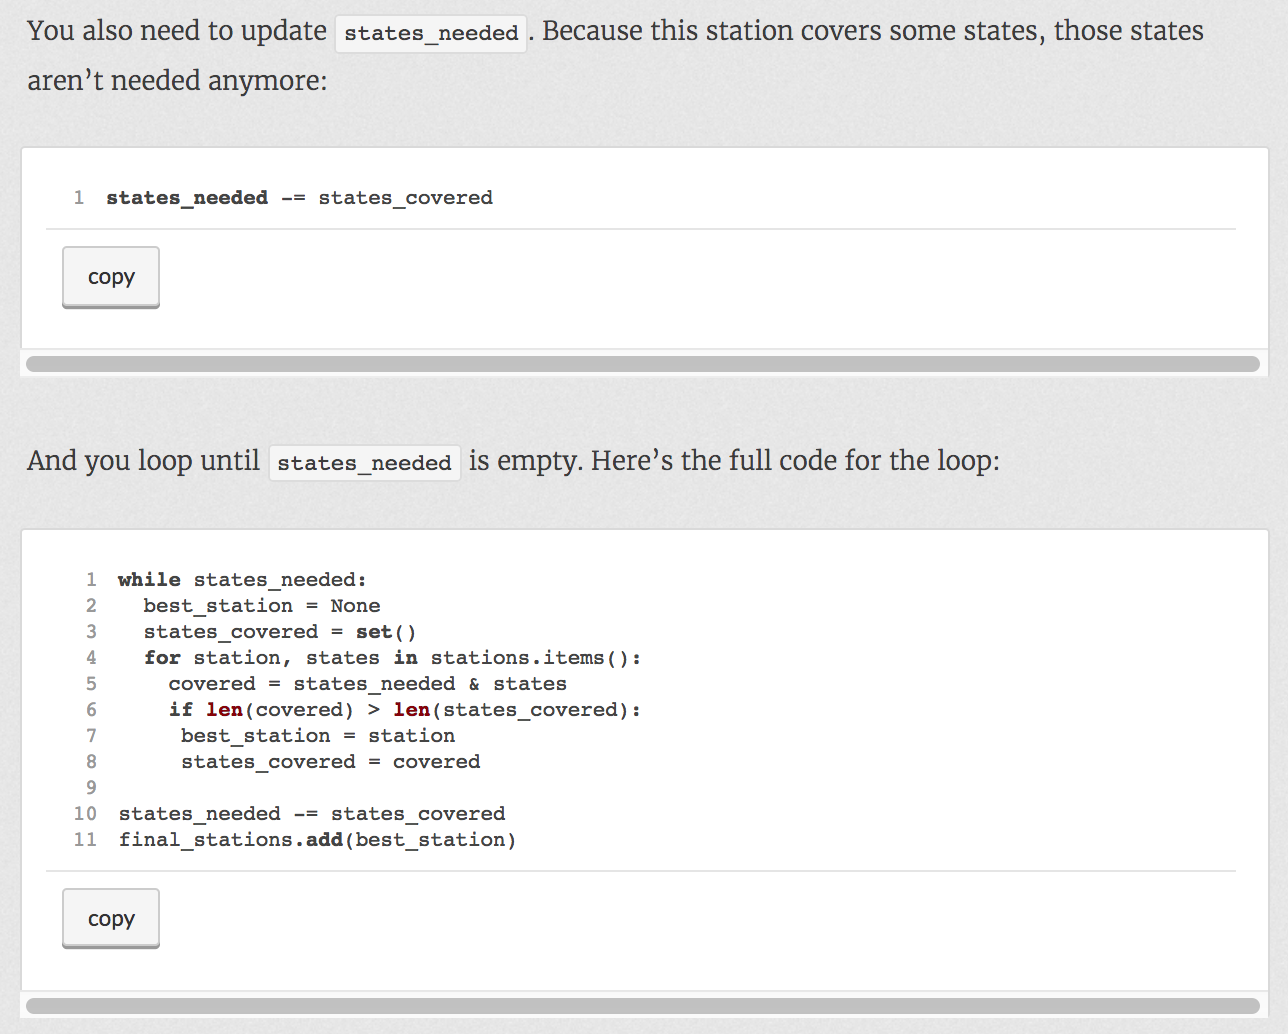 You also need to update states_needed. Because this station covers some states, those states
aren’t needed anymore:
1 states_needed -= states_covered
copy
And you loop until states_needed is empty. Here’s the full code for the loop:
1 while states_needed:
2   best_station = None
3   states_covered = set()
4   for station, states in stations.items():
5     covered = states_needed & states
6     if len(covered) > len(states_covered):
7      best_station = station
8      states_covered = covered
9
10 states_needed -= states_covered
11 final_stations.add(best_station)
copy